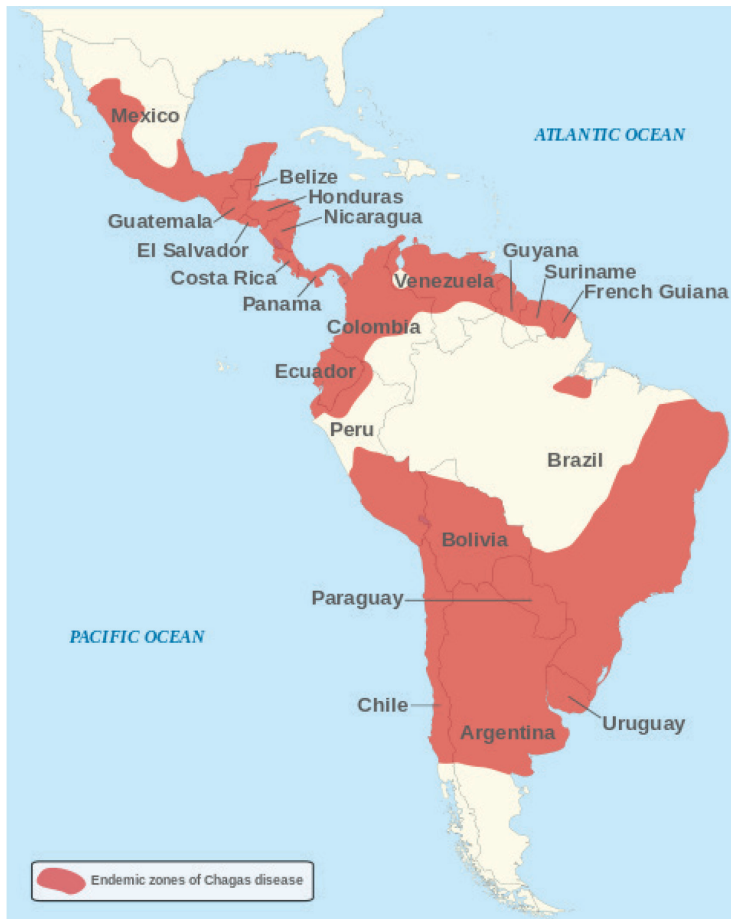 Mexico
ATLANTIC OCEAN
Belize
Honduras
Guatemala
Nicaragua
El Salvador
Costa Rica
Panama
Guyana
Venezuela
Suriname
French Guiana
Colombia
Ecuador
Peru
Brazil
Bolivia
Paraguay
PACIFIC OCEAN
Chile
Uruguay
Argentina
Endemic zones of Chagas disease